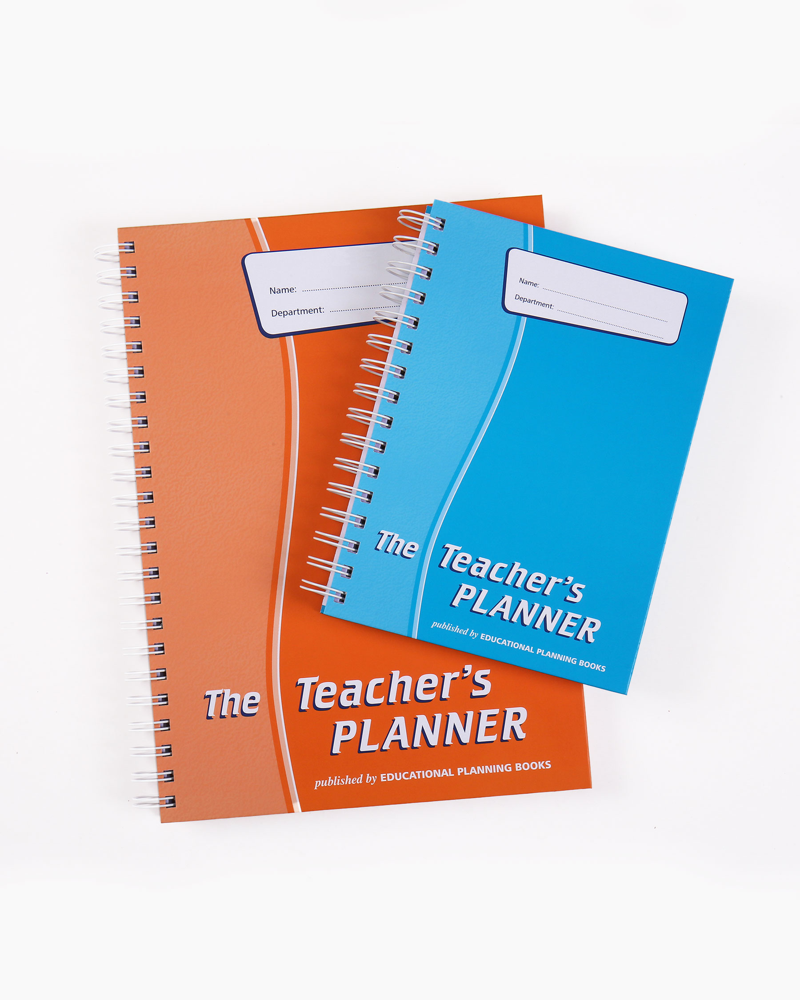 Name: ........................
Department: ........................
The Teacher's
PLANNER
published by EDUCATIONAL PLANNING BOOKS
Name: ........................
Department: ........................
The Teacher's
PLANNER
published by EDUCATIONAL PLANNING BOOKS